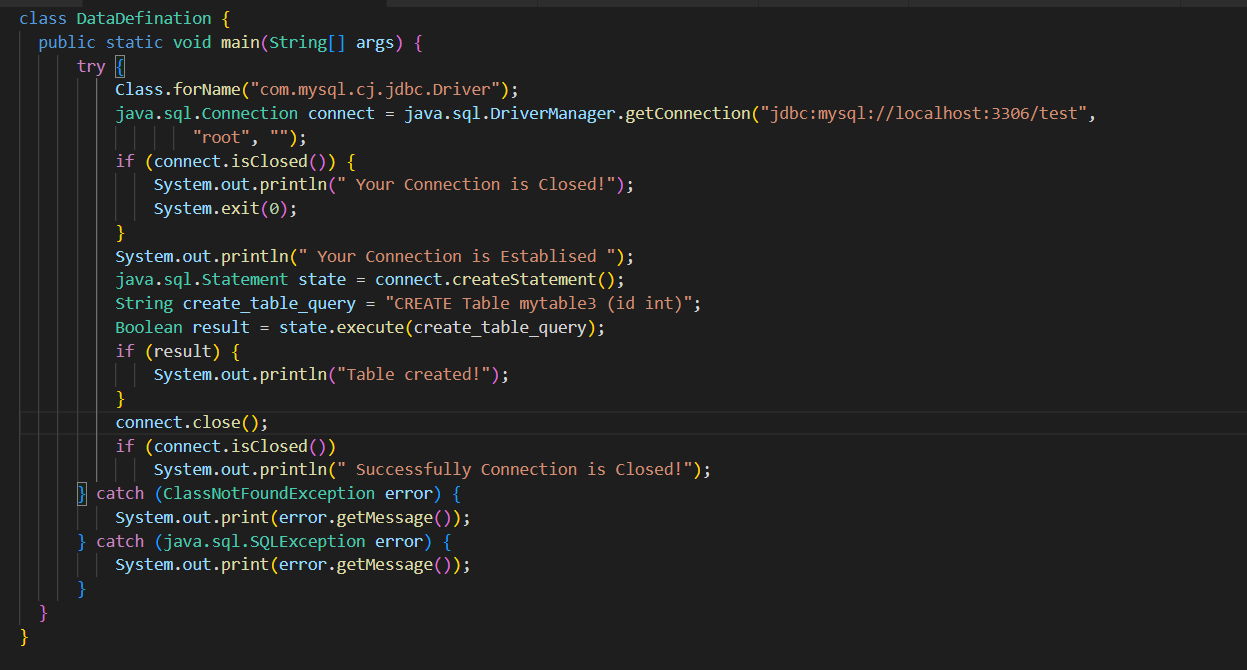 class DataDefination {
public static void main(String[] args) {
try {
Class.forName("com.mysql.cj.jdbc.Driver");
java.sql.Connection connect = java.sql.DriverManager.getConnection("jdbc:mysql://localhost:3306/test",
"root", "");
if (connect.isClosed()) {
System.out.println(" Your Connection is Closed!");
System.exit(0);
}
System.out.println(" Your Connection is Establised ");
java.sql.Statement state = connect.createStatement();
String create_table_query = "CREATE Table mytable3 (id int)";
Boolean result = state.execute(create_table_query);
if (result) {
System.out.println("Table created!");
}
connect.close();
if (connect.isClosed())
System.out.println(" Successfully Connection is Closed!");
} catch (ClassNotFoundException error) {
System.out.print(error.getMessage());
} catch (java.sql.SQLException error) {
System.out.print(error.getMessage());
}
}
}